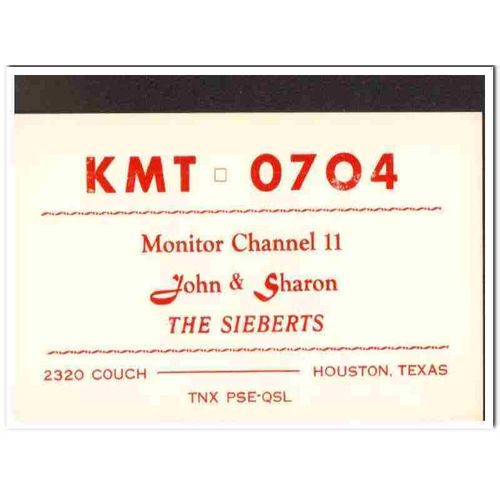 KMT □ 0704
Monitor Channel 11
John & Sharon
THE SIEBERTS
2320 COUCH HOUSTON, TEXAS
TNX PSE-QSL